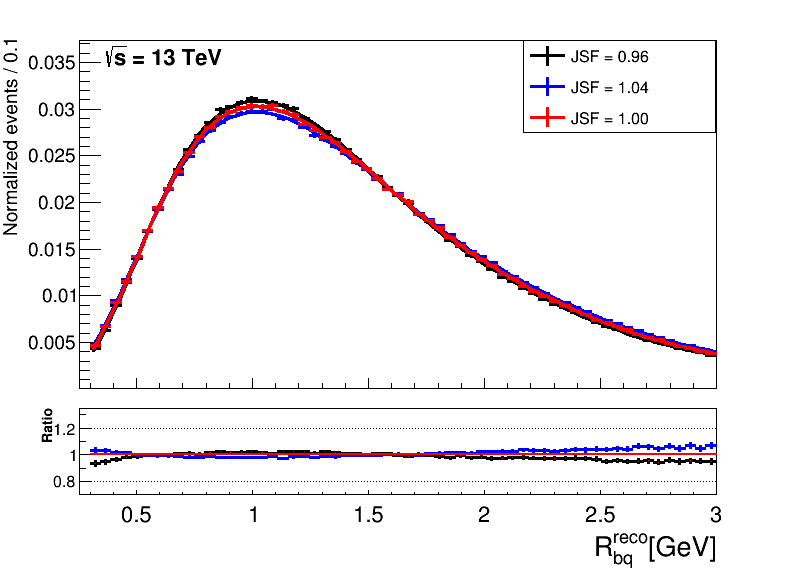 Normalized events / 0.1
√s = 13 TeV
JSF = 0.96
JSF = 1.04
JSF = 1.00
0.035
0.03
0.025
0.02
0.015
0.01
0.005
Ratio
1.2
1
0.8
0.5 1 1.5 2 2.5 3
R_bq^reco[GeV]